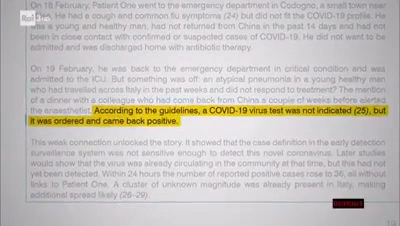 On 18 February, Patient One went to the emergency department in Codogno, a small town near
Rai 3
He had a cough and common flu symptoms (24) but did not fit the COVID-19 profile. He
was a young and healthy man, had not returned from China in the past 14 days and had not
been in close contact with confirmed or suspected cases of COVID-19. He did not want to be
admitted and was discharged home with antibiotic therapy.
On 19 February, he was back to the emergency department in critical condition and was
admitted to the ICU. But something was off: an atypical pneumonia in a young healthy man
who had travelled across Italy in the past weeks and did not respond to treatment? The mention
of a dinner with a colleague who had come back from China a couple of weeks before alerted
the anaesthetist. According to the guidelines, a COVID-19 virus test was not indicated (25), but
it was ordered and came back positive.
This weak connection unlocked the story. It showed that the case definition in the early detection
surveillance system was not sensitive enough to detect this novel coronavirus. Later studies
would show that the virus was already circulating in the community at that time, but this had not
yet been detected. Within 24 hours the number of reported positive cases rose to 36, all without
links to Patient One. A cluster of unknown magnitude was already present in Italy, making
additional spread likely (26–29).
REPORT